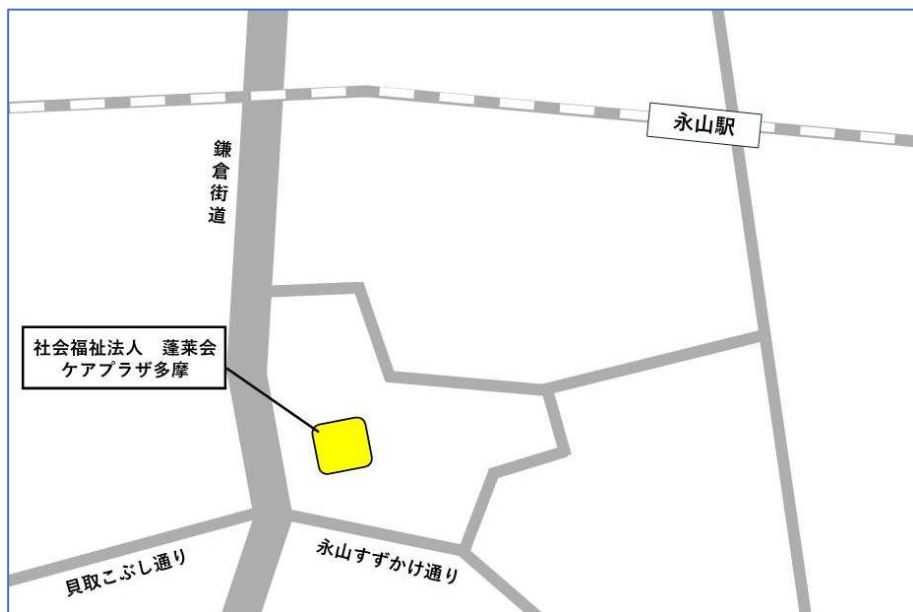 永山駅
鎌倉街道
社会福祉法人　蓬莱会
ケアプラザ多摩
貝取こぶし通り
永山すずかけ通り